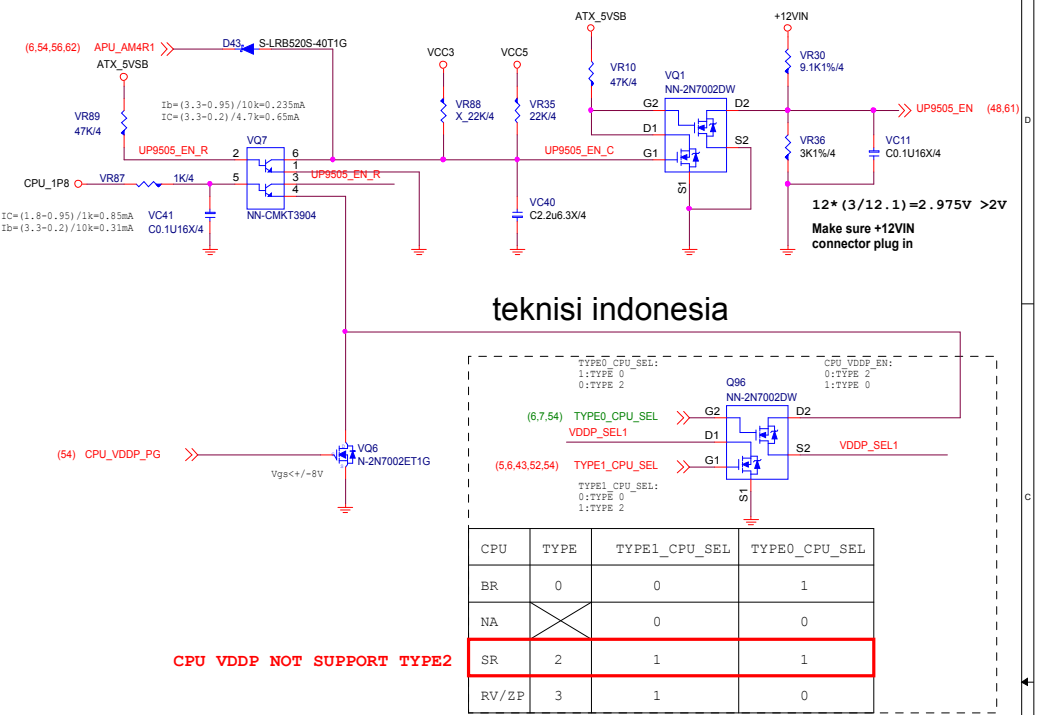 ATX_5VSB
+12VIN
(6,54,56,62) APU_AM4R1
D43
S-LRB520S-40T1G
ATX_5VSB
VCC3
VCC5
VR30
9.1K1%/4
VR10
47K/4
VQ1
NN-2N7002DW
Ib=(3.3-0.95)/10k=0.235mA
IC=(3.3-0.2)/4.7k=0.65mA
VR88
X_22K/4
VR35
22K/4
G2
D2
UP9505_EN (48,61)
VR89
47K/4
D1
S2
VQ7
UP9505_EN_R
2
6
1
UP9505_EN_C
G1
VR36
3K1%/4
VC11
C0.1U16X/4
D
CPU_1P8
VR87
1K/4
5
3
4
UP9505_EN_R
S1
IC=(1.8-0.95)/1k=0.85mA
Ib=(3.3-0.2)/10k=0.31mA
VC41
C0.1U16X/4
NN-CMKT3904
VC40
C2.2u6.3X/4
12*(3/12.1)=2.975V >2V
Make sure +12VIN
connector plug in
teknisi indonesia
TYPE0_CPU_SEL:
1:TYPE 0
0:TYPE 2
CPU_VDDP_EN:
0:TYPE 2
1:TYPE 0
Q96
NN-2N7002DW
(6,7,54) TYPE0_CPU_SEL
G2
D2
VDDP_SEL1
D1
S2
VDDP_SEL1
(54) CPU_VDDP_PG
VQ6
N-2N7002ET1G
Vgs<+/-8V
(5,6,43,52,54) TYPE1_CPU_SEL
G1
TYPE1_CPU_SEL:
0:TYPE 0
1:TYPE 2
S1
C
CPU TYPE TYPE1_CPU_SEL TYPE0_CPU_SEL
BR 0 0 1
NA 0 0
CPU VDDP NOT SUPPORT TYPE2
SR 2 1 1
RV/ZP 3 1 0